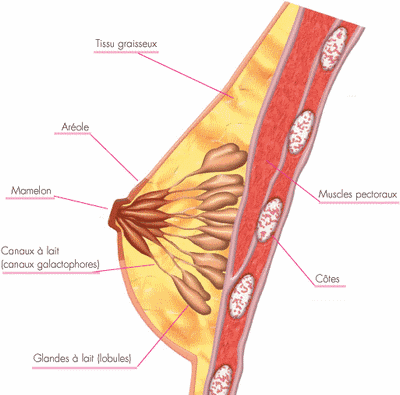 Tissu graisseux
Aréole
Mamelon
Muscles pectoraux
Canaux à lait
(canaux galactophores)
Côtes
Glandes à lait (lobules)